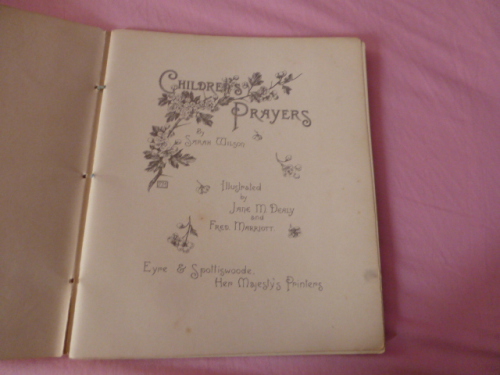 Children's
Prayers
By
Sarah Wilson
Illustrated
by
Jane M. Dealy
and
Fred. Marriott.
Eyre & Spottiswoode.
Her Majesty's Printers